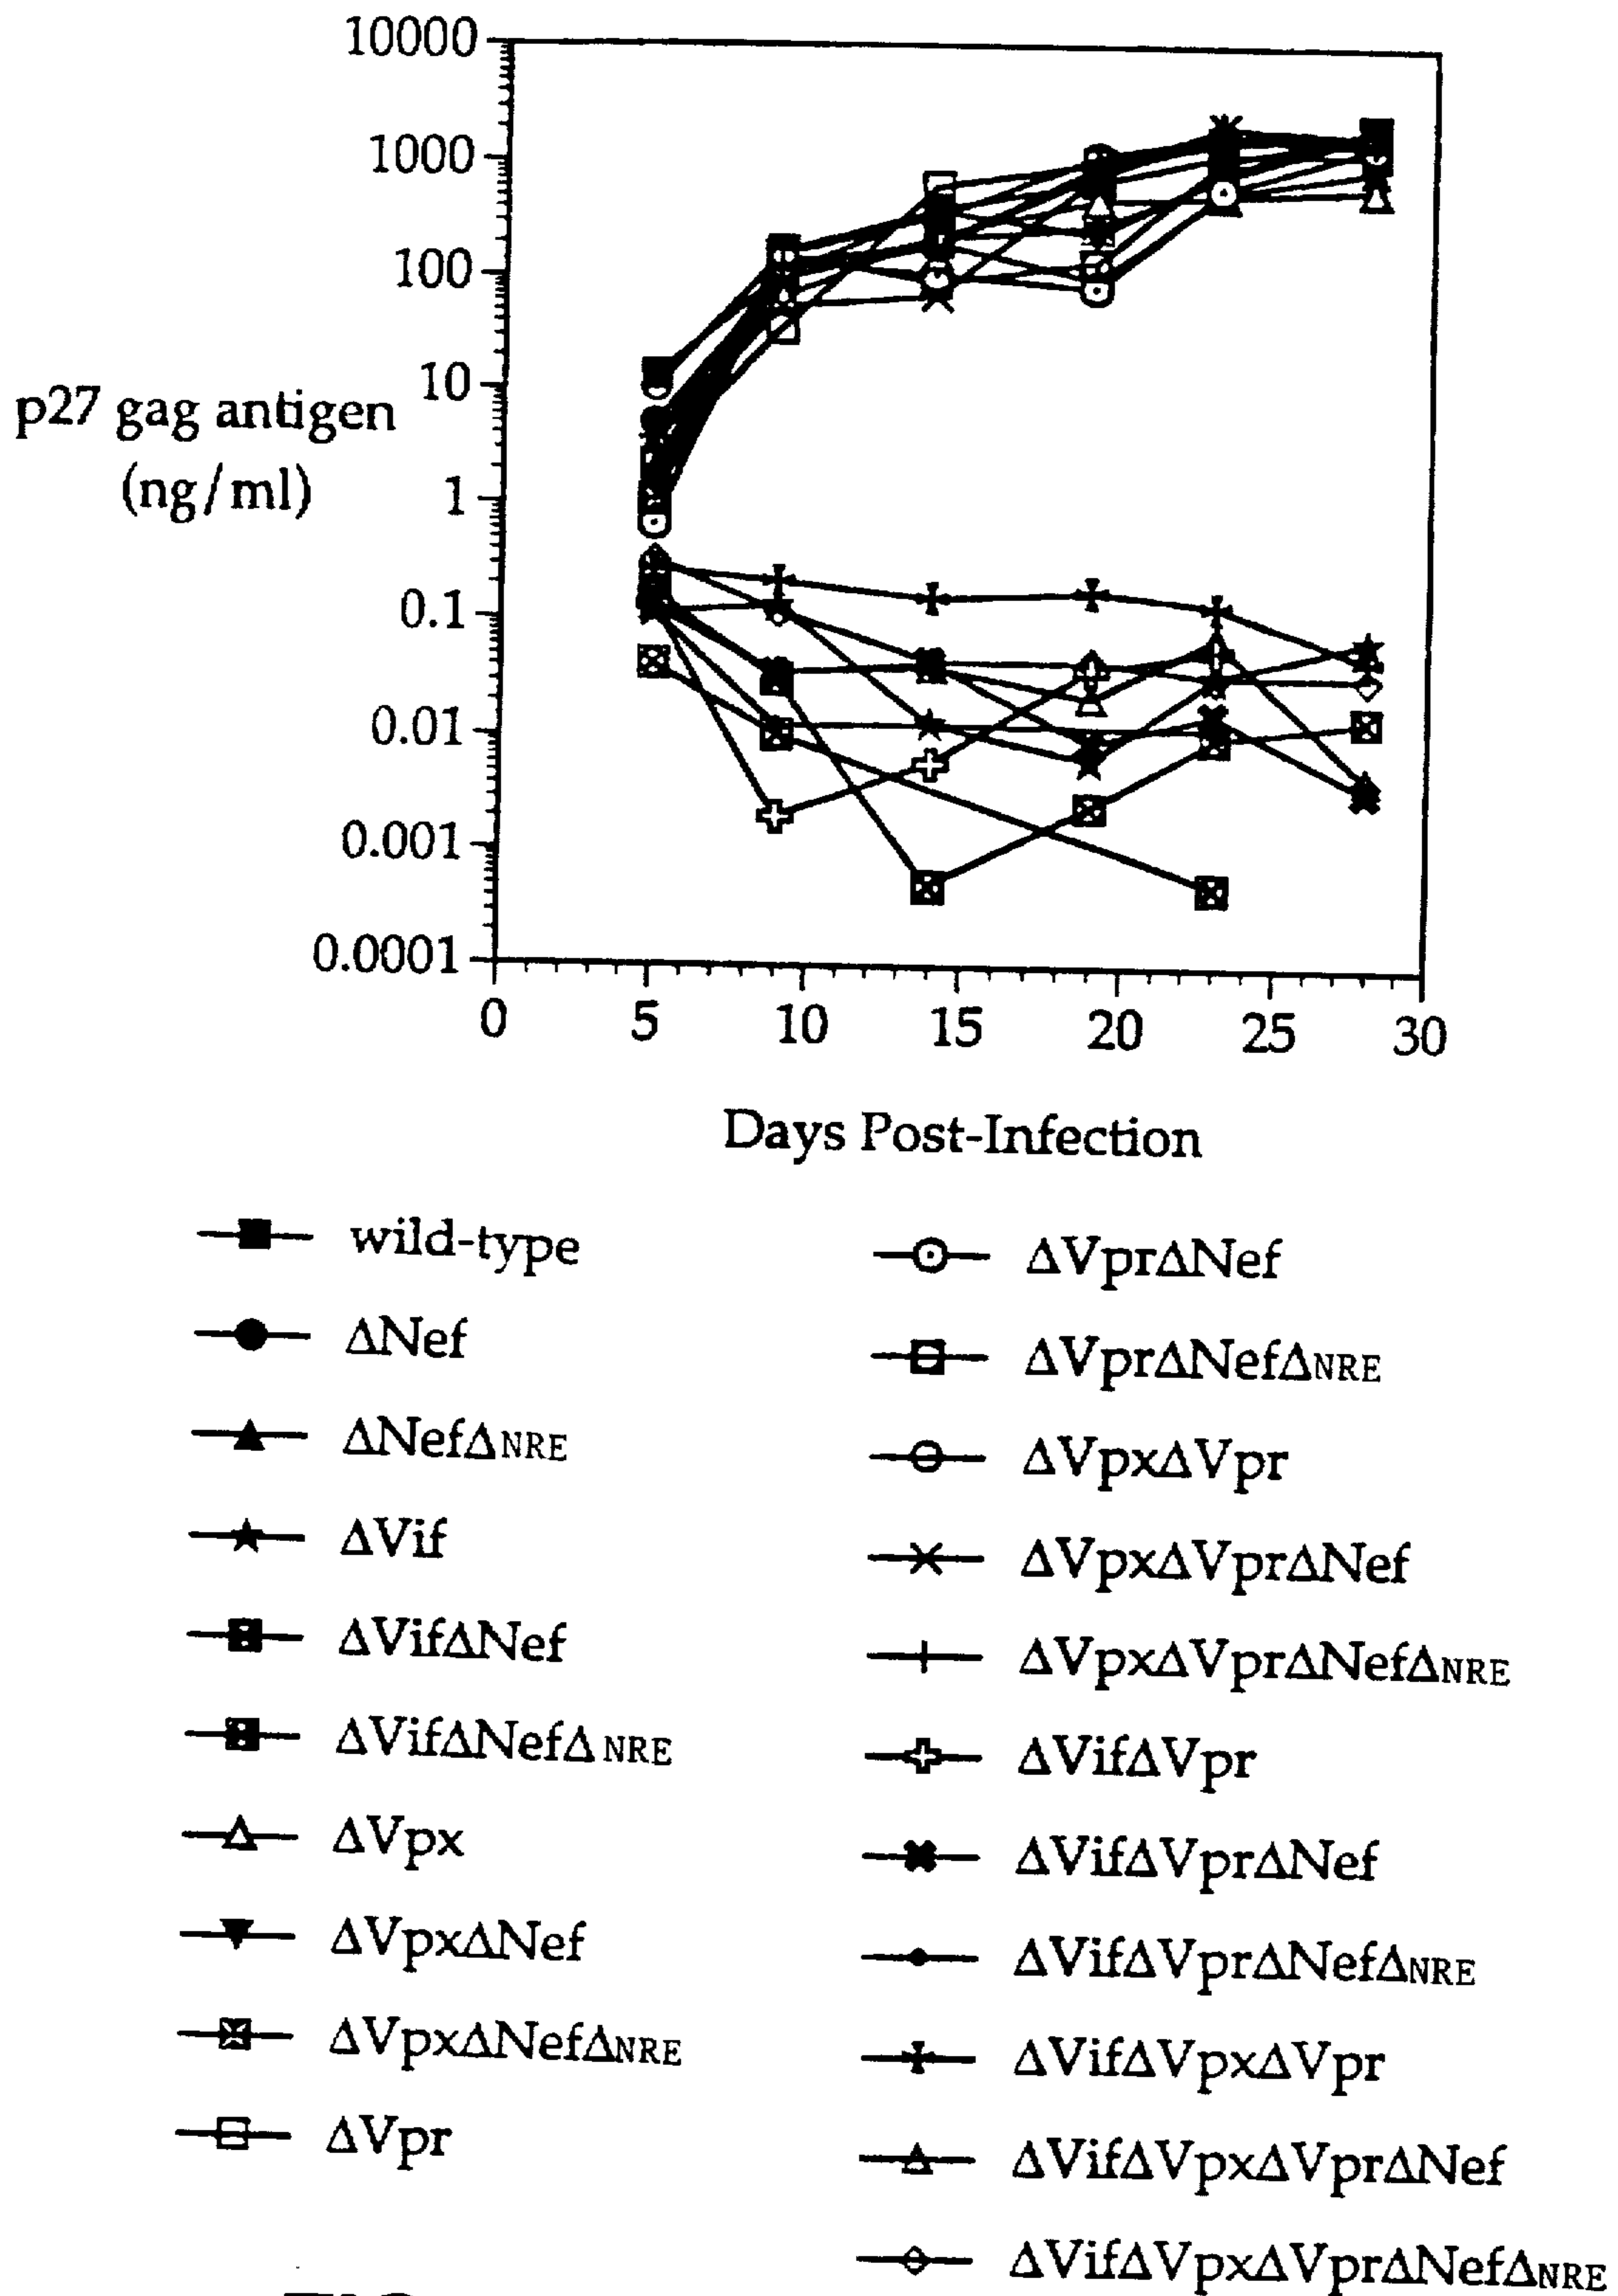 10000
1000
100
10
p27 gag antigen
(ng/ml)
1
0.1
0.01
0.001
0.0001
0 5 10 15 20 25 30
Days Post-Infection
wild-type
ΔNef
ΔNefΔNRE
ΔVif
ΔVifΔNef
ΔVifΔNefΔNRE
ΔVpx
ΔVpxΔNef
ΔVpxΔNefΔNRE
ΔVpr
ΔVprΔNef
ΔVprΔNefΔNRE
ΔVpxΔVpr
ΔVpxΔVprΔNef
ΔVpxΔVprΔNefΔNRE
ΔVifΔVpr
ΔVifΔVprΔNef
ΔVifΔVprΔNefΔNRE
ΔVifΔVpxΔVpr
ΔVifΔVpxΔVprΔNef
ΔVifΔVpxΔVprΔNefΔNRE